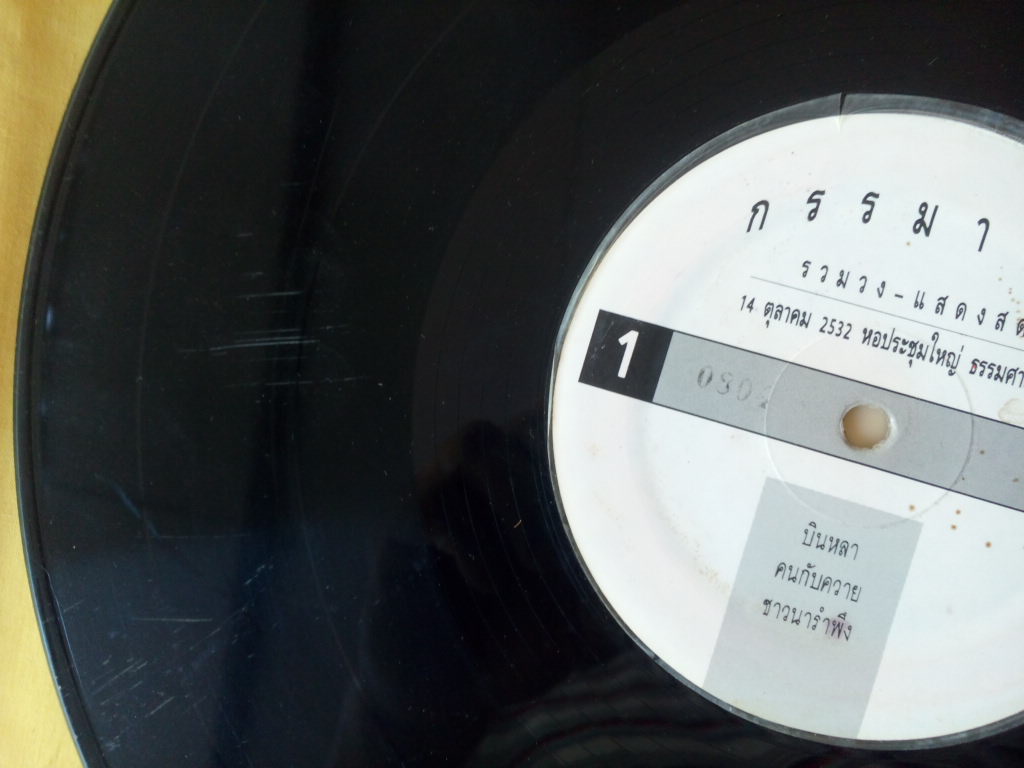 กรรมา
รวมวง-แสดงส
14 ตุลาคม 2532 หอประชุมใหญ่ ธรรมศา
1
080
บินหลา
คนกับควาย
ชาวนารำพึง